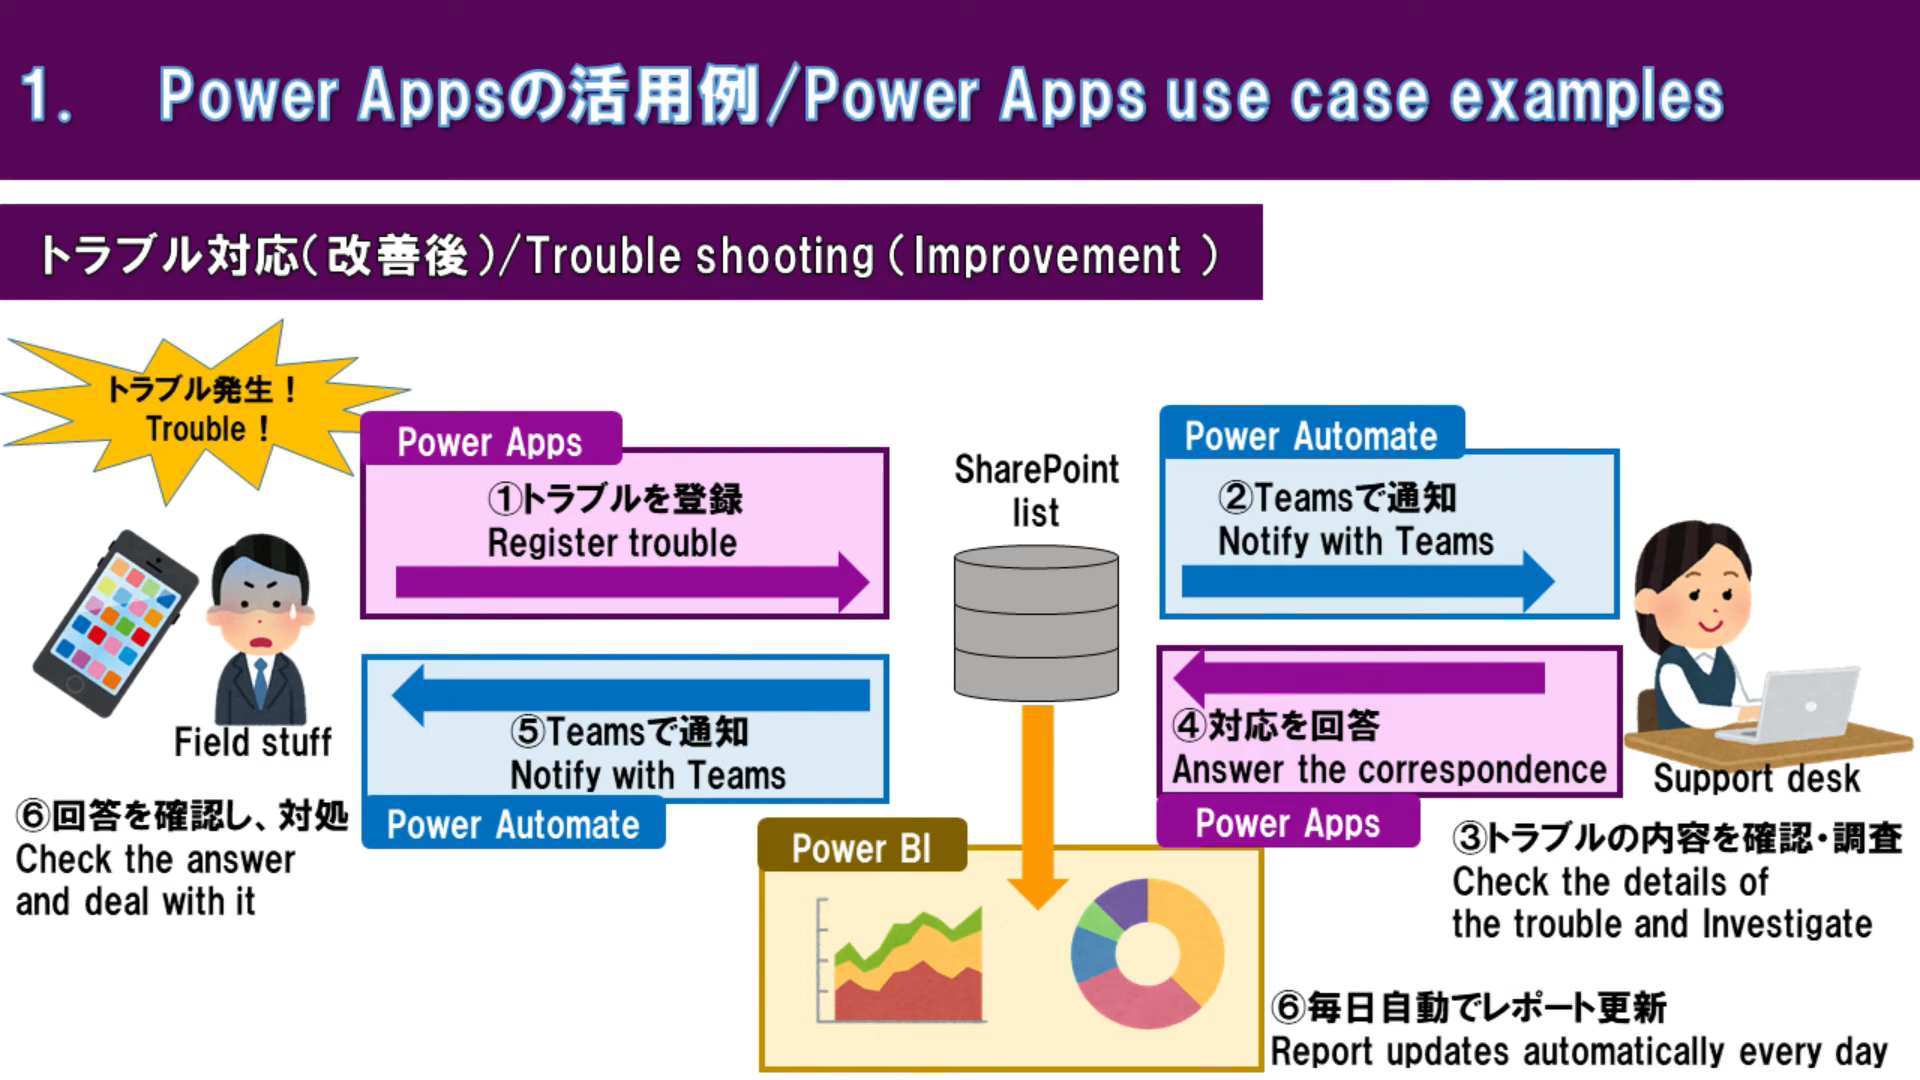 1. Power Appsの活用例/Power Apps use case examples
トラブル対応(改善後)/Trouble shooting(Improvement )
トラブル発生！
Trouble！
Power Apps
①トラブルを登録
Register trouble
SharePoint
list
Power Automate
②Teamsで通知
Notify with Teams
Field stuff
⑤Teamsで通知
Notify with Teams
Power Automate
④対応を回答
Answer the correspondence
Power Apps
Support desk
⑥回答を確認し、対処
Check the answer
and deal with it
Power BI
③トラブルの内容を確認・調査
Check the details of
the trouble and Investigate
⑥毎日自動でレポート更新
Report updates automatically every day